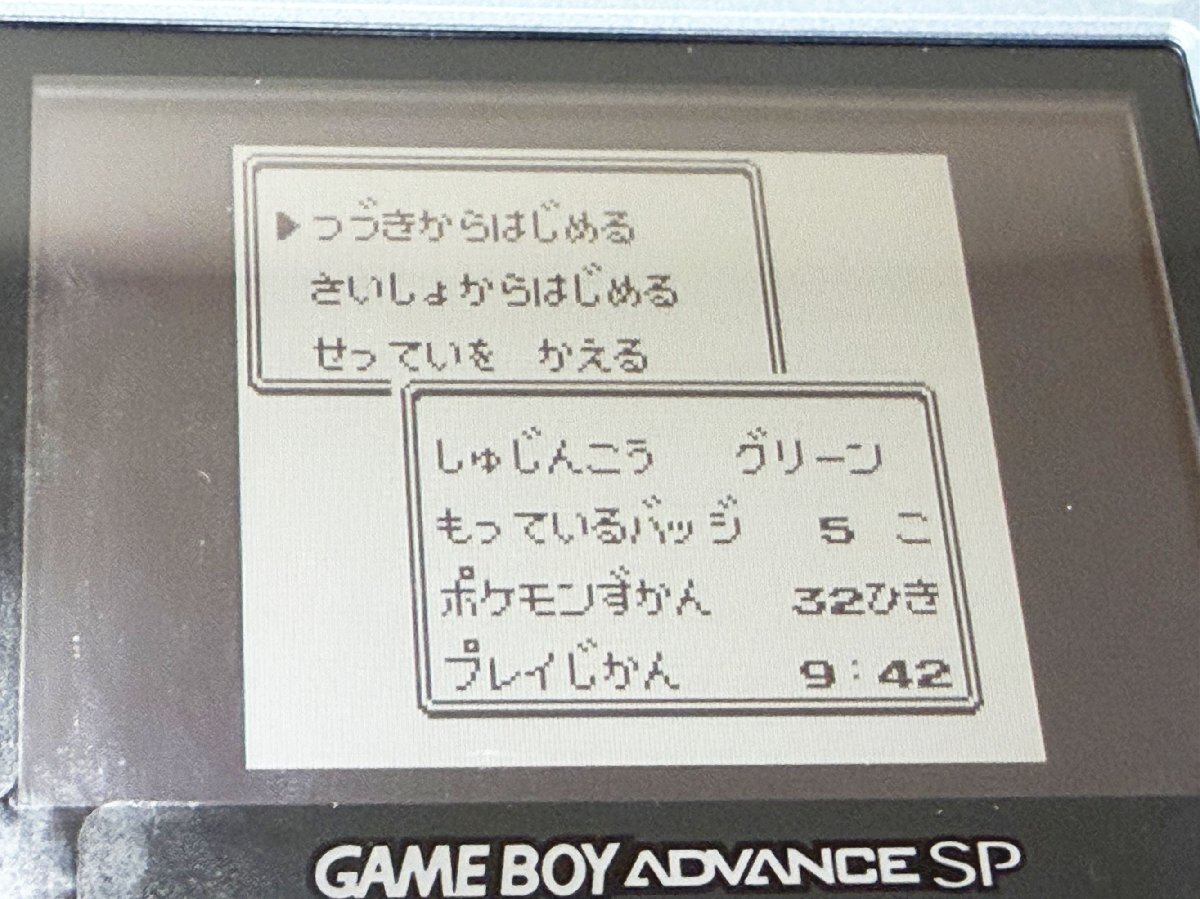 ▶つづきからはじめる
さいしょからはじめる
せっていを　かえる
しゅじんこう　グリーン
もっているバッジ　5 こ
ポケモンずかん　32ひき
プレイじかん　9:42
GAME BOY ADVANCE SP